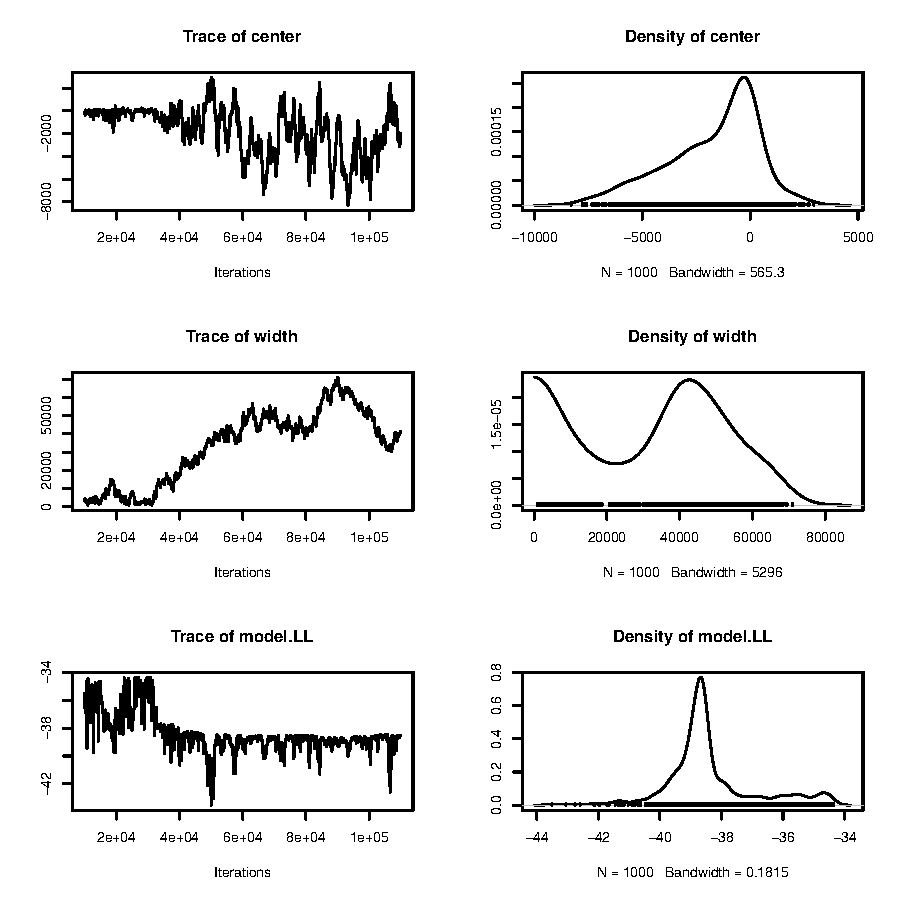 Trace of center
−2000
−8000
2e+04 4e+04 6e+04 8e+04 1e+05
Iterations
Density of center
0.00015
0.00000
−10000 −5000 0 5000
N = 1000 Bandwidth = 565.3
Trace of width
50000
20000
0
2e+04 4e+04 6e+04 8e+04 1e+05
Iterations
Density of width
1.5e−05
0.0e+00
0 20000 40000 60000 80000
N = 1000 Bandwidth = 5296
Trace of model.LL
−34
−38
−42
2e+04 4e+04 6e+04 8e+04 1e+05
Iterations
Density of model.LL
0.8
0.6
0.4
0.2
0.0
−44 −42 −40 −38 −36 −34
N = 1000 Bandwidth = 0.1815